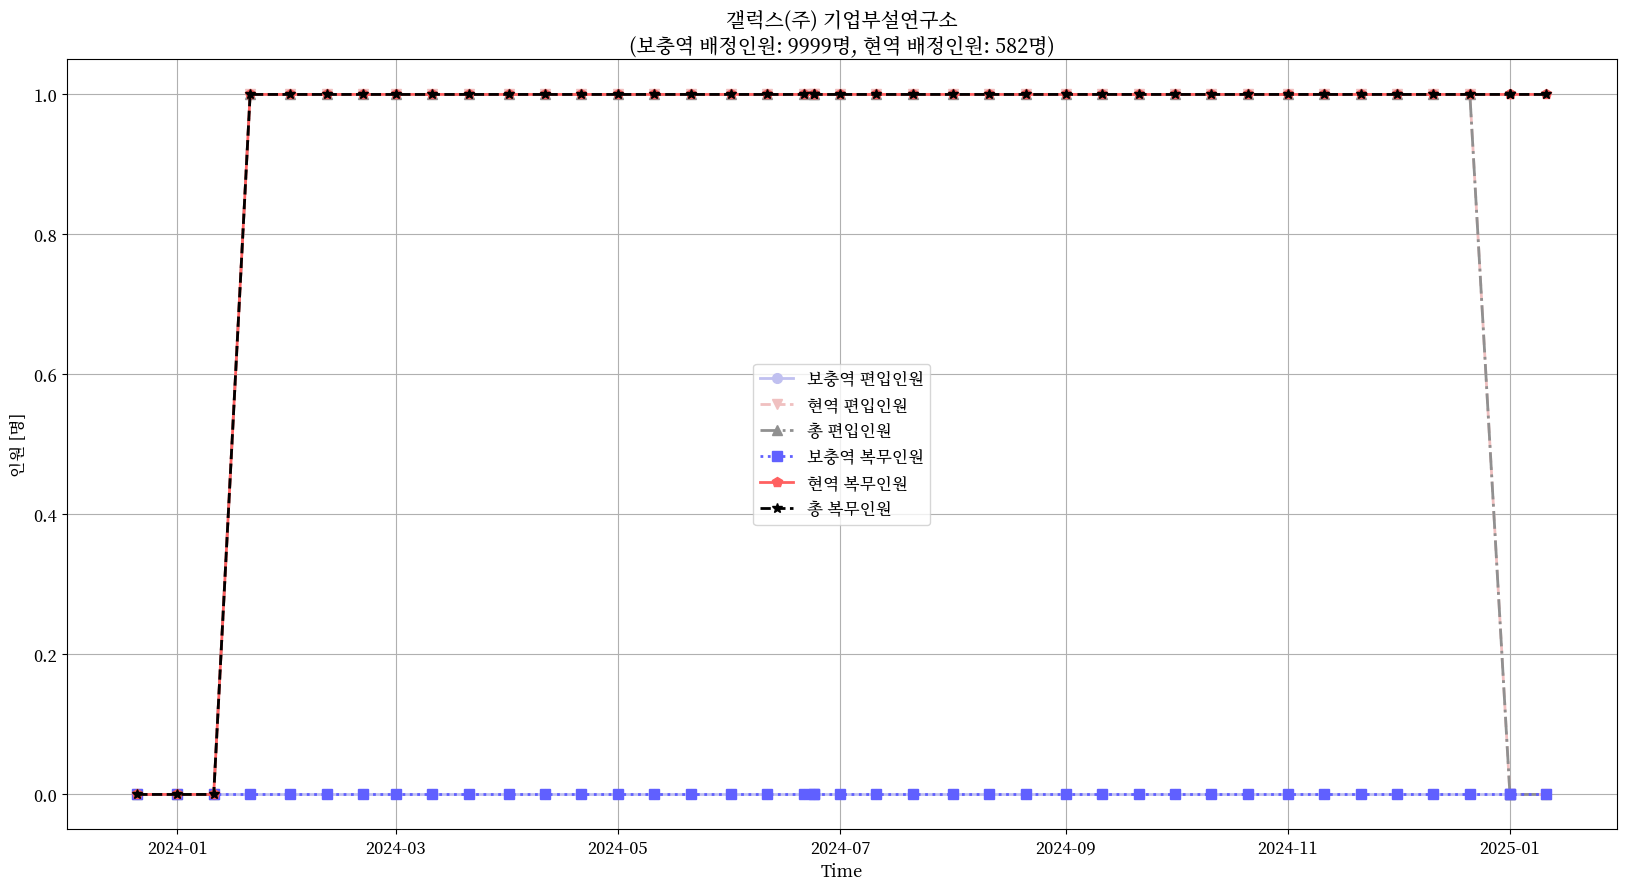 갤럭스(주) 기업부설연구소
(보충역 배정인원: 9999명, 현역 배정인원: 582명)
인원 [명]
1.0
0.8
0.6
0.4
0.2
0.0
보충역 편입인원
현역 편입인원
총 편입인원
보충역 복무인원
현역 복무인원
총 복무인원
2024-01
2024-03
2024-05
2024-07
2024-09
2024-11
2025-01
Time